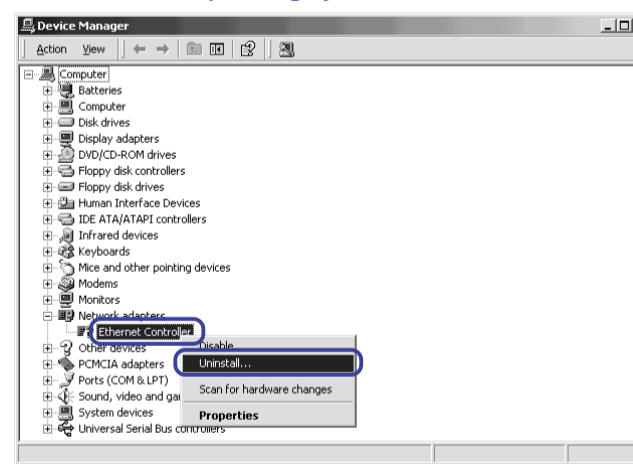 Device Manager
Action View
Computer
Batteries
Computer
Disk drives
Display adapters
DVD/CD-ROM drives
Floppy disk controllers
Floppy disk drives
Human Interface Devices
IDE ATA/ATAPI controllers
Infrared devices
Keyboards
Mice and other pointing devices
Modems
Monitors
Network adapters
Ethernet Controller
Disable
Other devices
Uninstall...
PCMCIA adapters
Ports (COM & LPT)
Scan for hardware changes
Sound, video and ga
System devices
Properties
Universal Serial Bus controllers